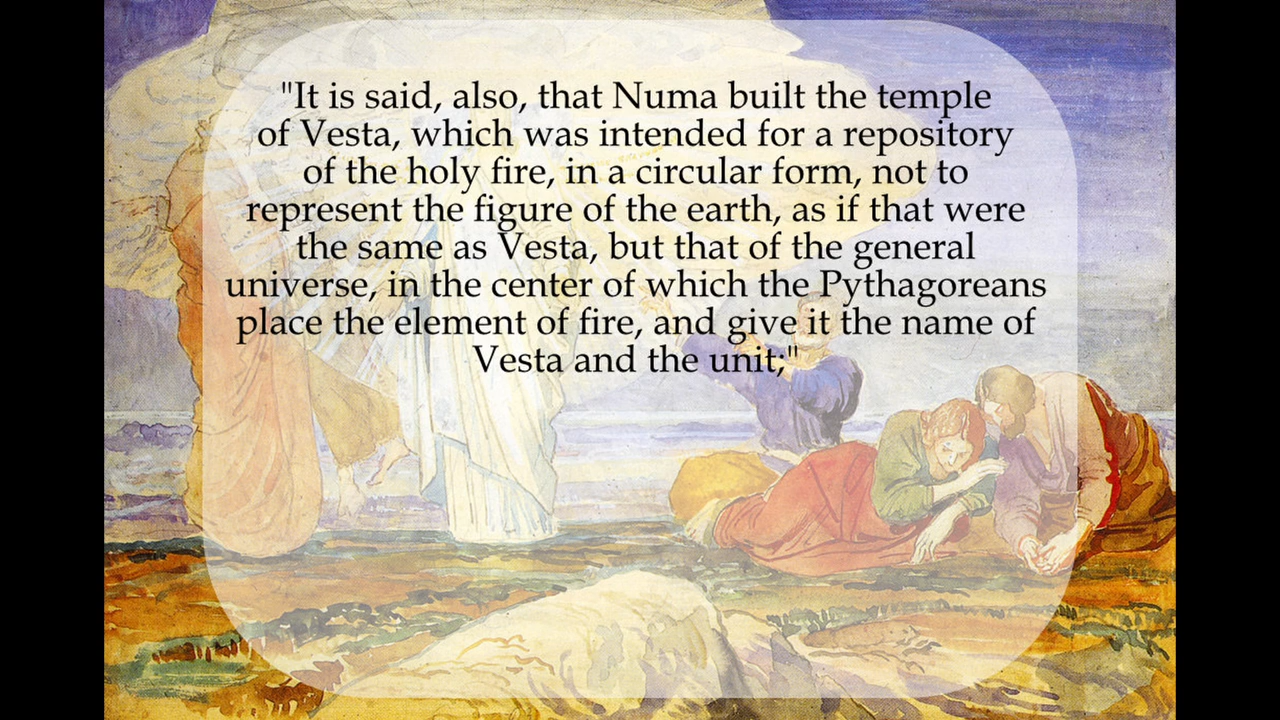 "It is said, also, that Numa built the temple
of Vesta, which was intended for a repository
of the holy fire, in a circular form, not to
represent the figure of the earth, as if that were
the same as Vesta, but that of the general
universe, in the center of which the Pythagoreans
place the element of fire, and give it the name of
Vesta and the unit;"